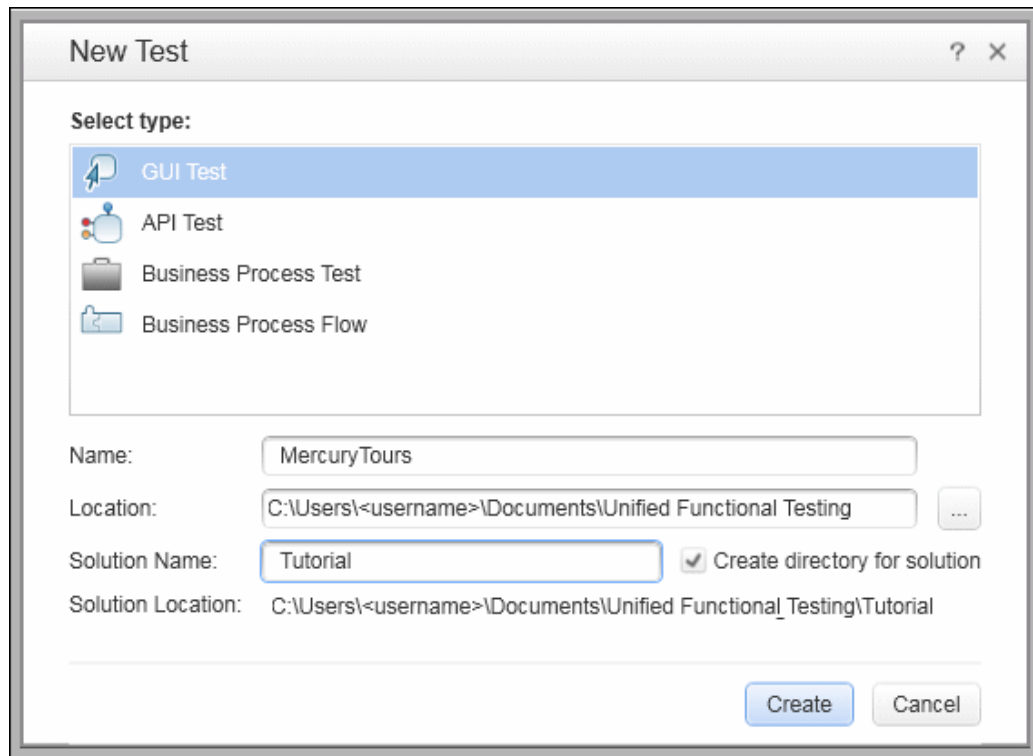 New Test ? ×
Select type:
GUI Test
API Test
Business Process Test
Business Process Flow
Name: MercuryTours
Location: C:\Users\<username>\Documents\Unified Functional Testing ...
Solution Name: Tutorial Create directory for solution
Solution Location: C:\Users\<username>\Documents\Unified Functional Testing\Tutorial
Create Cancel